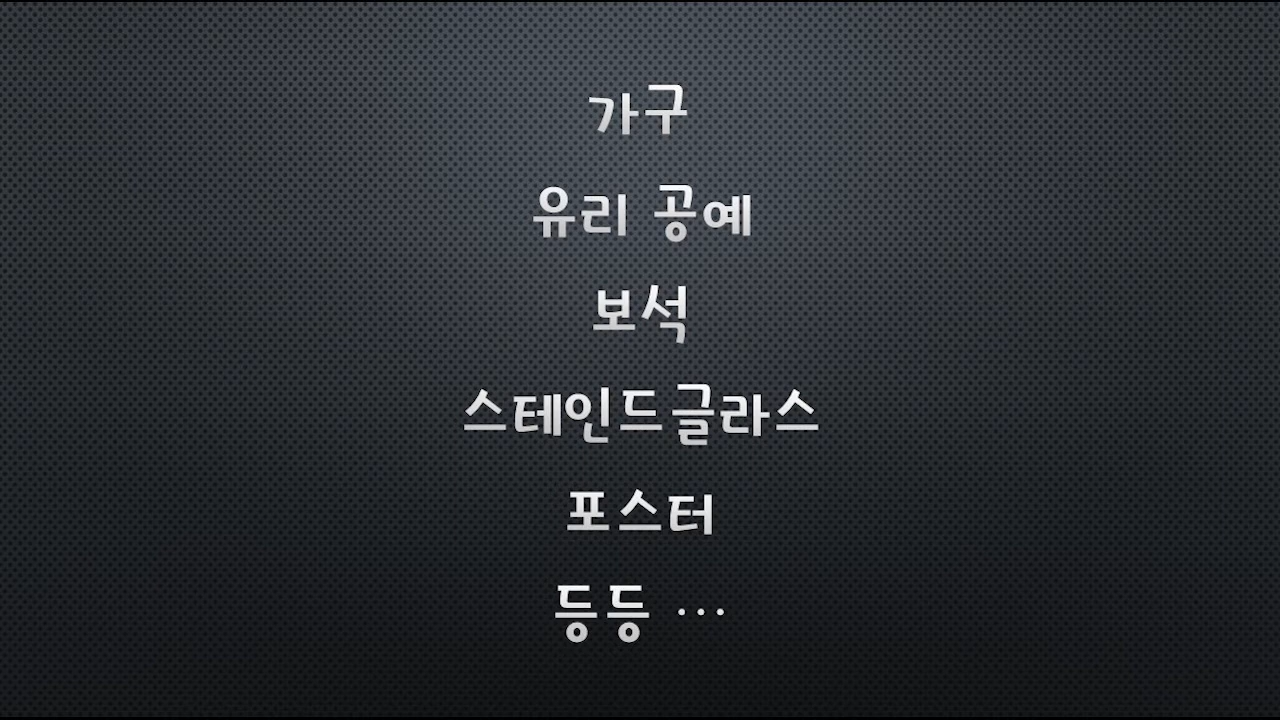 가구
유리 공예
보석
스테인드글라스
포스터
등등 …